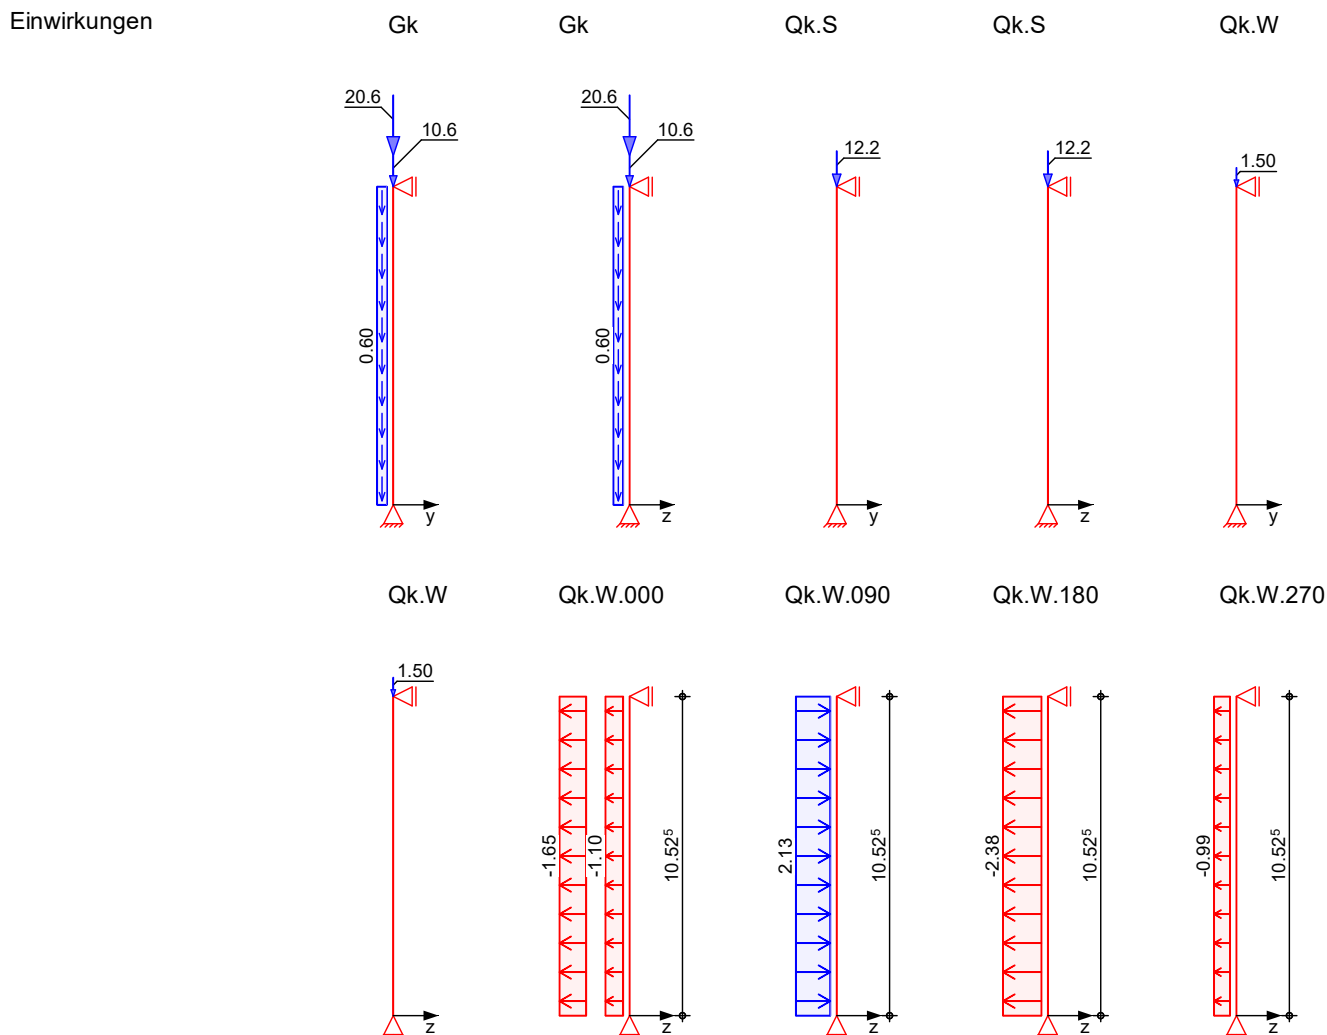 Einwirkungen Gk Gk Qk.S Qk.S Qk.W
20.6 20.6
10.6 10.6 12.2 12.2 1.50
0.60 0.60
y z y z y
Qk.W Qk.W.000 Qk.W.090 Qk.W.180 Qk.W.270
1.50
-1.65 -1.10 10.52⁵ 2.13 10.52⁵ -2.38 10.52⁵ -0.99 10.52⁵
z z z z z